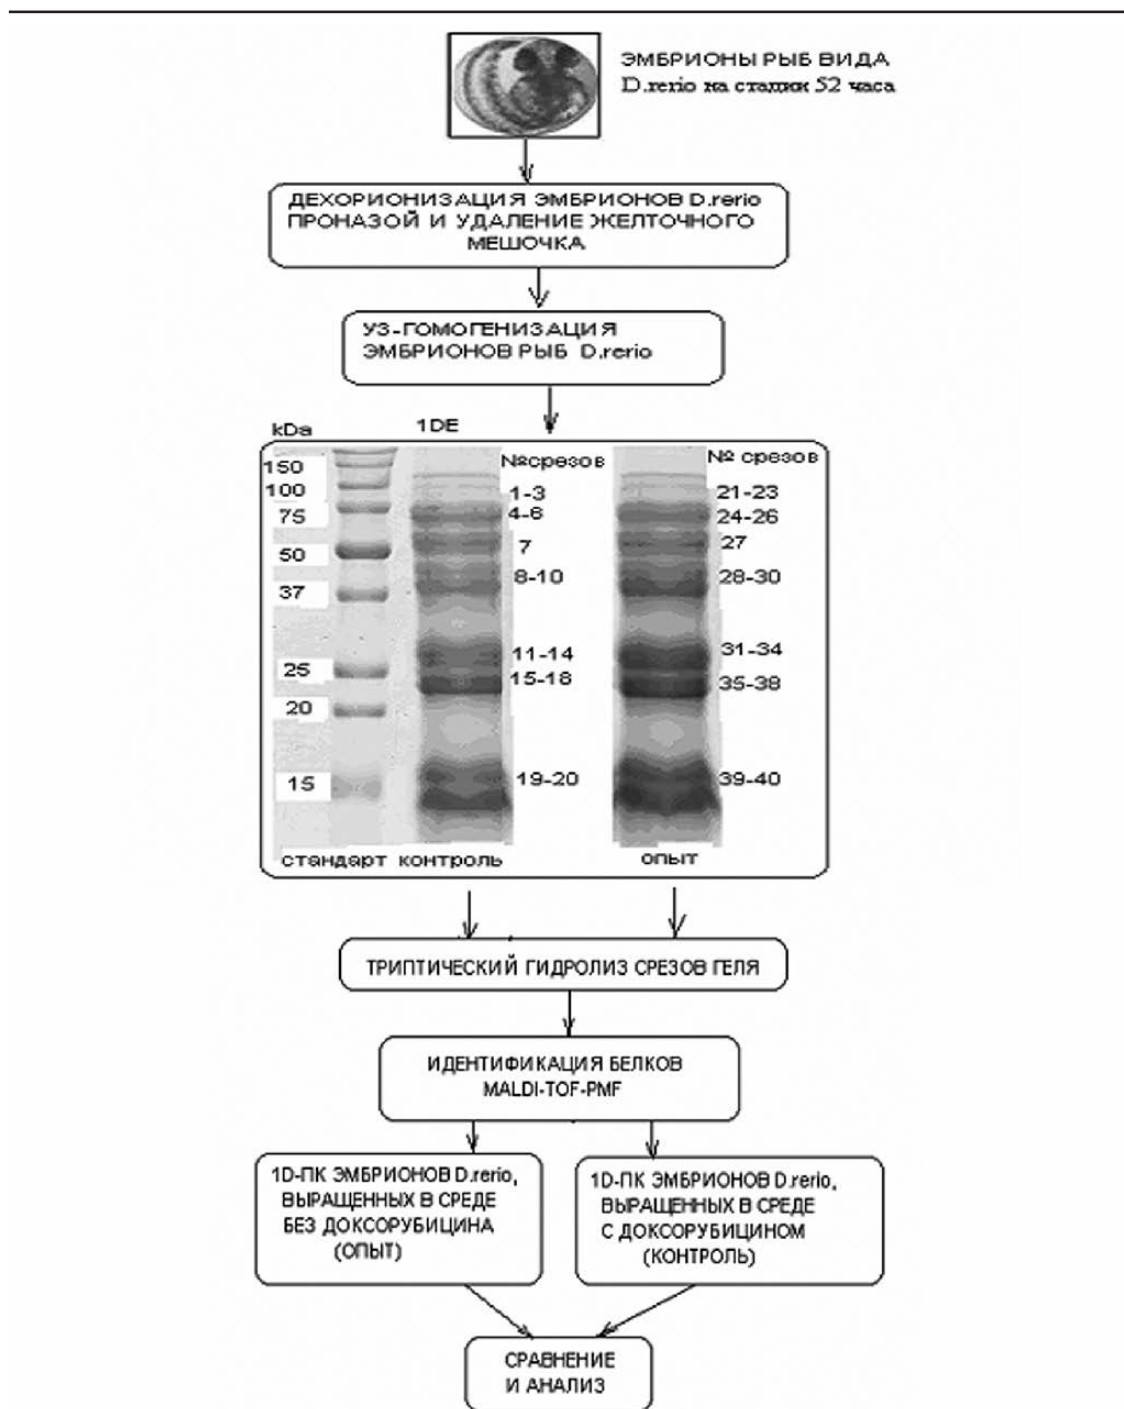 ЭМБРИОНЫ РЫБ ВИДА
D.rerio на стадии 52 часа
ДЕХОРИОНИЗАЦИЯ ЭМБРИОНОВ D.rerio
ПРОНАЗОЙ И УДАЛЕНИЕ ЖЕЛТОЧНОГО
МЕШОЧКА
УЗ-ГОМОГЕНИЗАЦИЯ
ЭМБРИОНОВ РЫБ D.rerio
kDa
1DE
150
100
75
50
37
25
20
15
№срезов
1-3
4-6
7
8-10
11-14
15-18
19-20
№ срезов
21-23
24-26
27
28-30
31-34
35-38
39-40
стандарт контроль
опыт
ТРИПТИЧЕСКИЙ ГИДРОЛИЗ СРЕЗОВ ГЕЛЯ
ИДЕНТИФИКАЦИЯ БЕЛКОВ
MALDI-TOF-PMF
1D-ПК ЭМБРИОНОВ D.rerio,
ВЫРАЩЕННЫХ В СРЕДЕ
БЕЗ ДОКСОРУБИЦИНА
(ОПЫТ)
1D-ПК ЭМБРИОНОВ D.rerio,
ВЫРАЩЕННЫХ В СРЕДЕ
С ДОКСОРУБИЦИНОМ
(КОНТРОЛЬ)
СРАВНЕНИЕ
И АНАЛИЗ